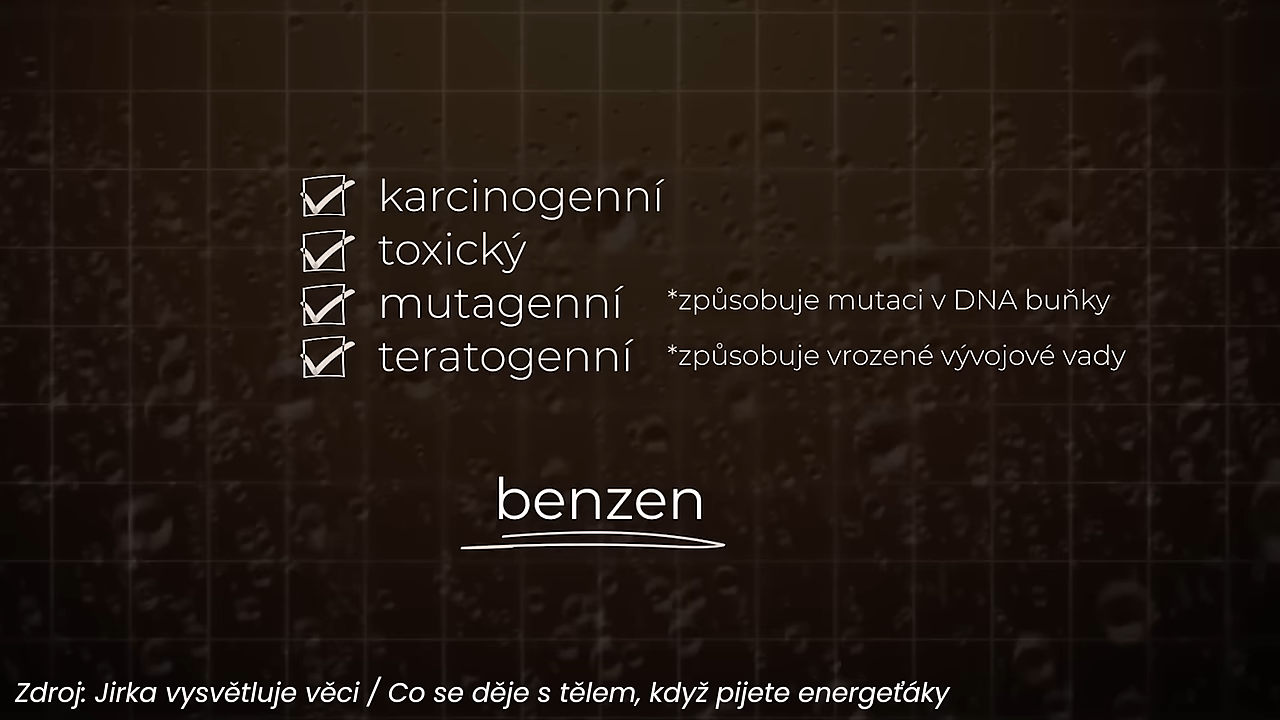 karcinogenní
toxický
mutagenní *způsobuje mutaci v DNA buňky
teratogenní *způsobuje vrozené vývojové vady
benzen
Zdroj: Jirka vysvětluje věci / Co se děje s tělem, když pijete energeťáky